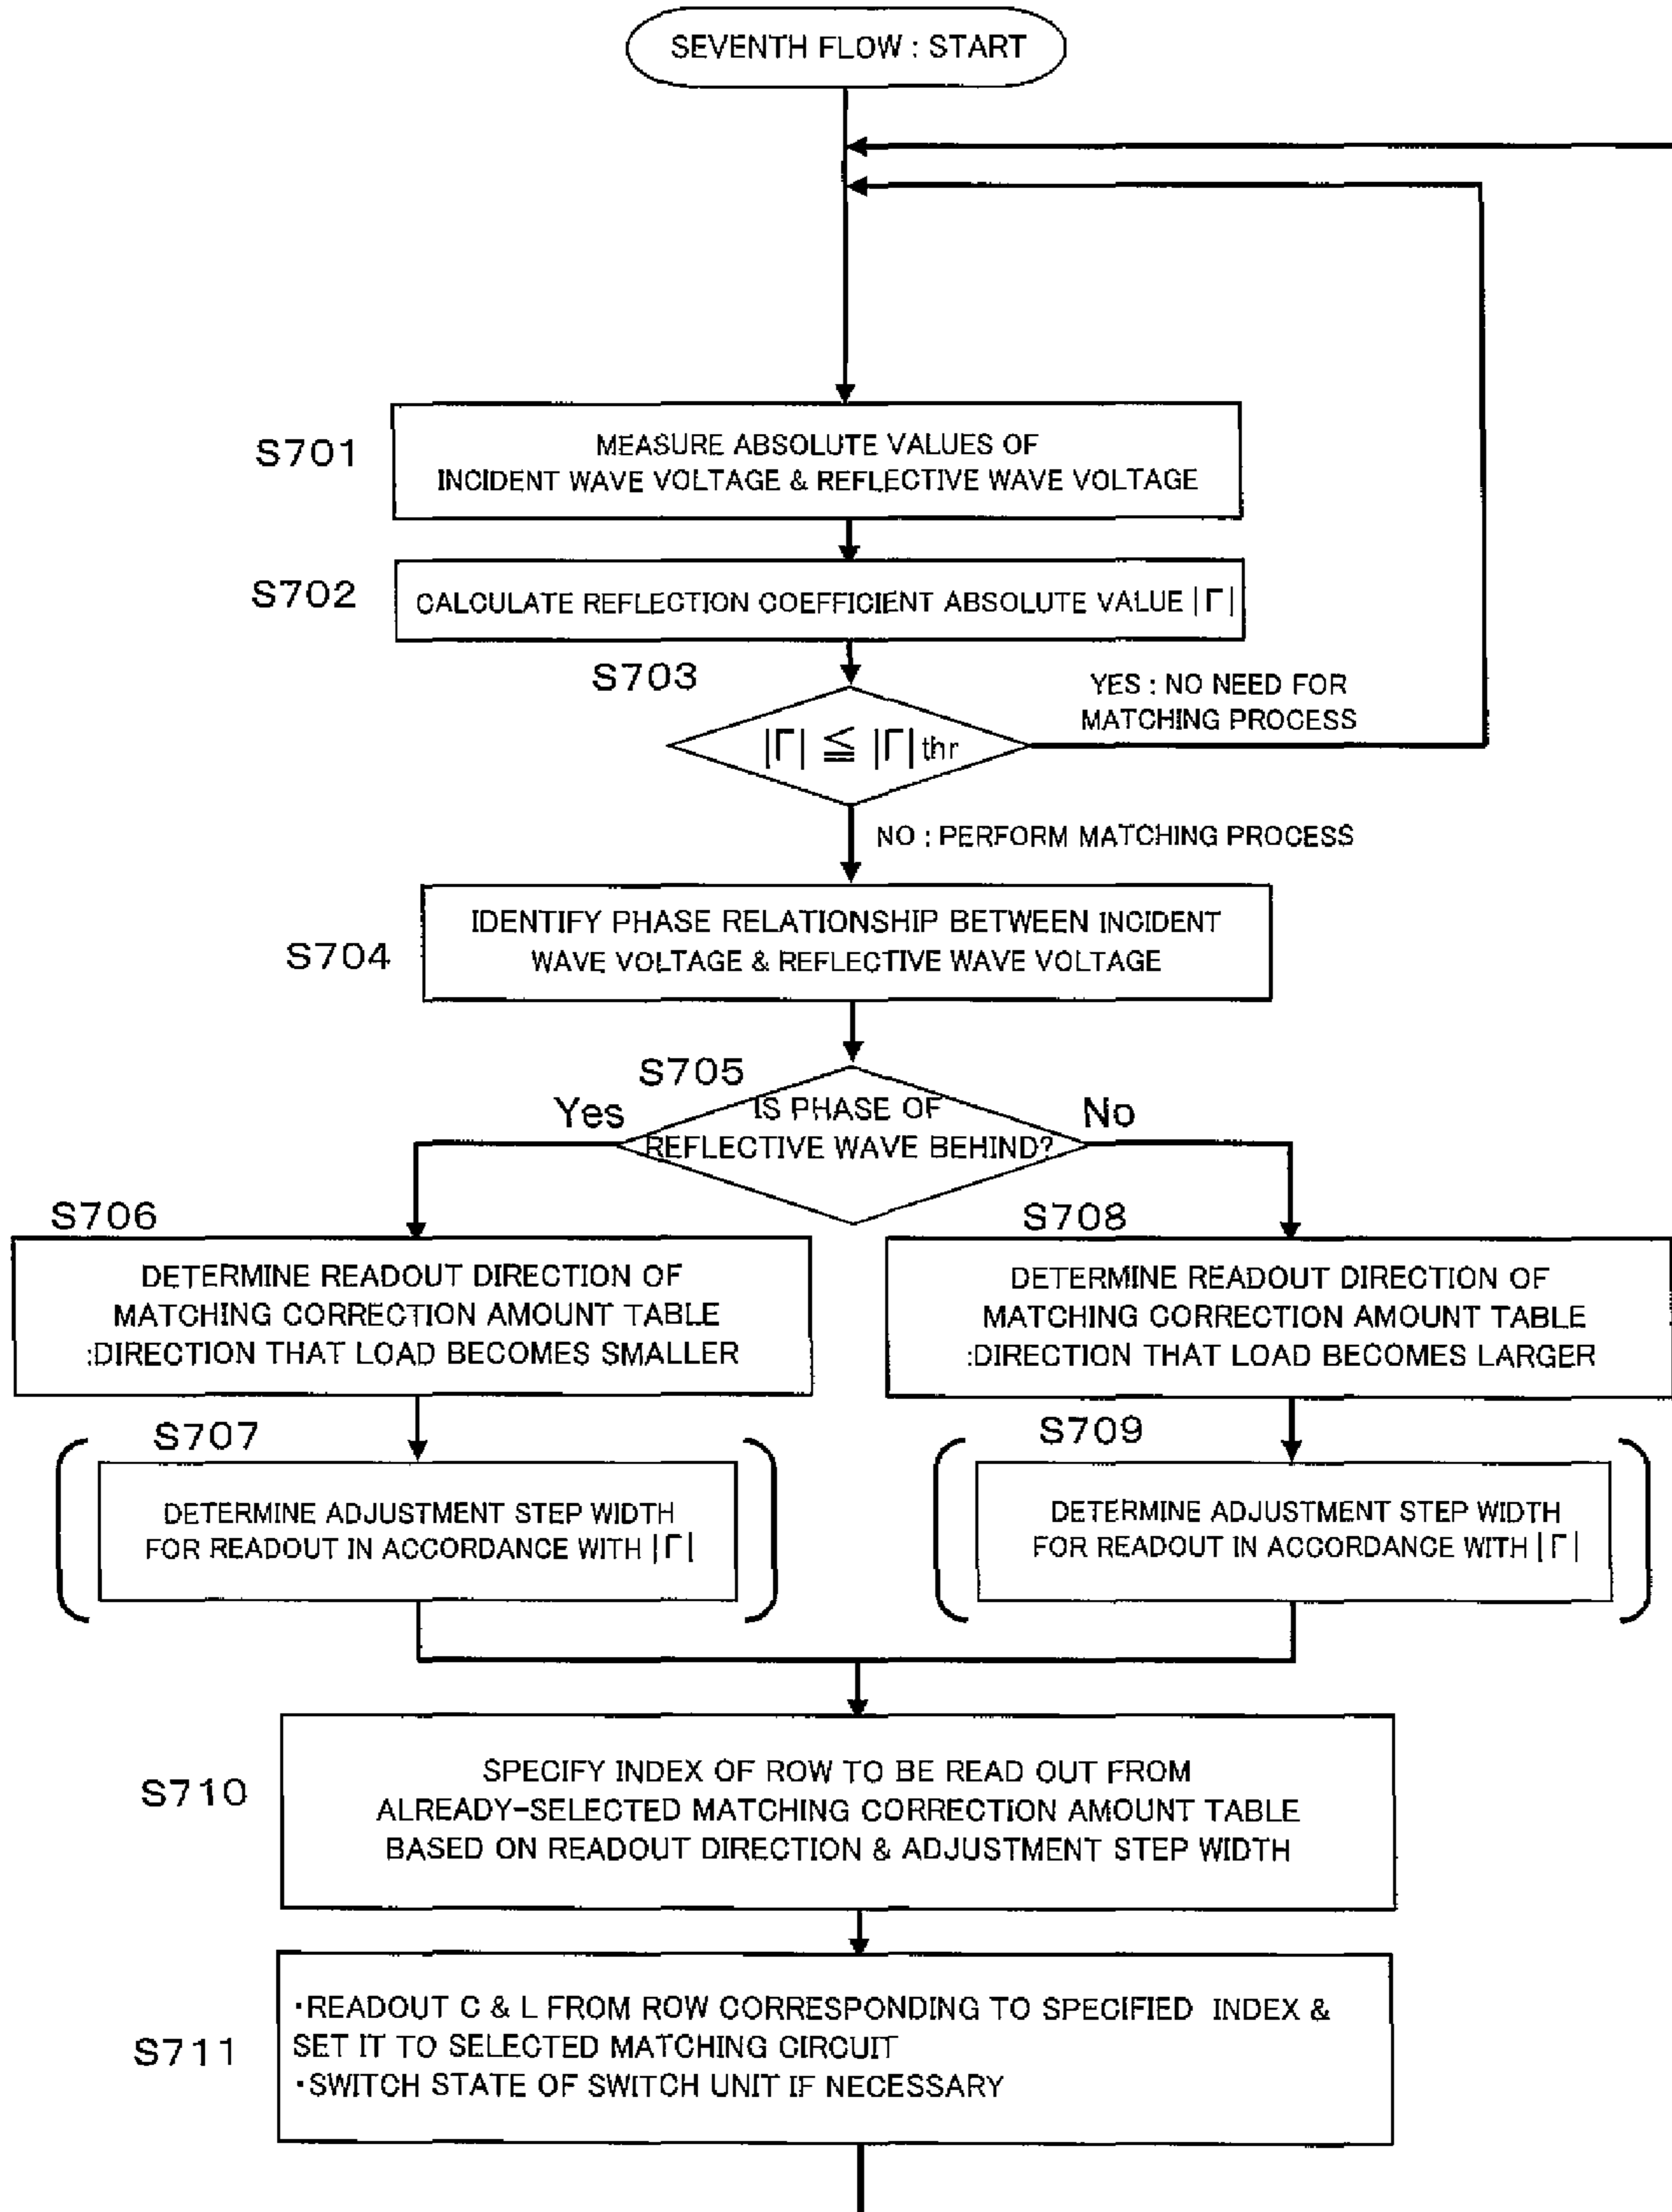 SEVENTH FLOW : START
S701
MEASURE ABSOLUTE VALUES OF
INCIDENT WAVE VOLTAGE & REFLECTIVE WAVE VOLTAGE
S702
CALCULATE REFLECTION COEFFICIENT ABSOLUTE VALUE |Γ|
S703
|Γ| ≦ |Γ| thr
YES : NO NEED FOR
MATCHING PROCESS
NO : PERFORM MATCHING PROCESS
S704
IDENTIFY PHASE RELATIONSHIP BETWEEN INCIDENT
WAVE VOLTAGE & REFLECTIVE WAVE VOLTAGE
S705
IS PHASE OF
REFLECTIVE WAVE BEHIND?
Yes
No
S706
DETERMINE READOUT DIRECTION OF
MATCHING CORRECTION AMOUNT TABLE
:DIRECTION THAT LOAD BECOMES SMALLER
S708
DETERMINE READOUT DIRECTION OF
MATCHING CORRECTION AMOUNT TABLE
:DIRECTION THAT LOAD BECOMES LARGER
S707
DETERMINE ADJUSTMENT STEP WIDTH
FOR READOUT IN ACCORDANCE WITH |Γ|
S709
DETERMINE ADJUSTMENT STEP WIDTH
FOR READOUT IN ACCORDANCE WITH |Γ|
S710
SPECIFY INDEX OF ROW TO BE READ OUT FROM
ALREADY-SELECTED MATCHING CORRECTION AMOUNT TABLE
BASED ON READOUT DIRECTION & ADJUSTMENT STEP WIDTH
S711
・READOUT C & L FROM ROW CORRESPONDING TO SPECIFIED INDEX &
SET IT TO SELECTED MATCHING CIRCUIT
・SWITCH STATE OF SWITCH UNIT IF NECESSARY